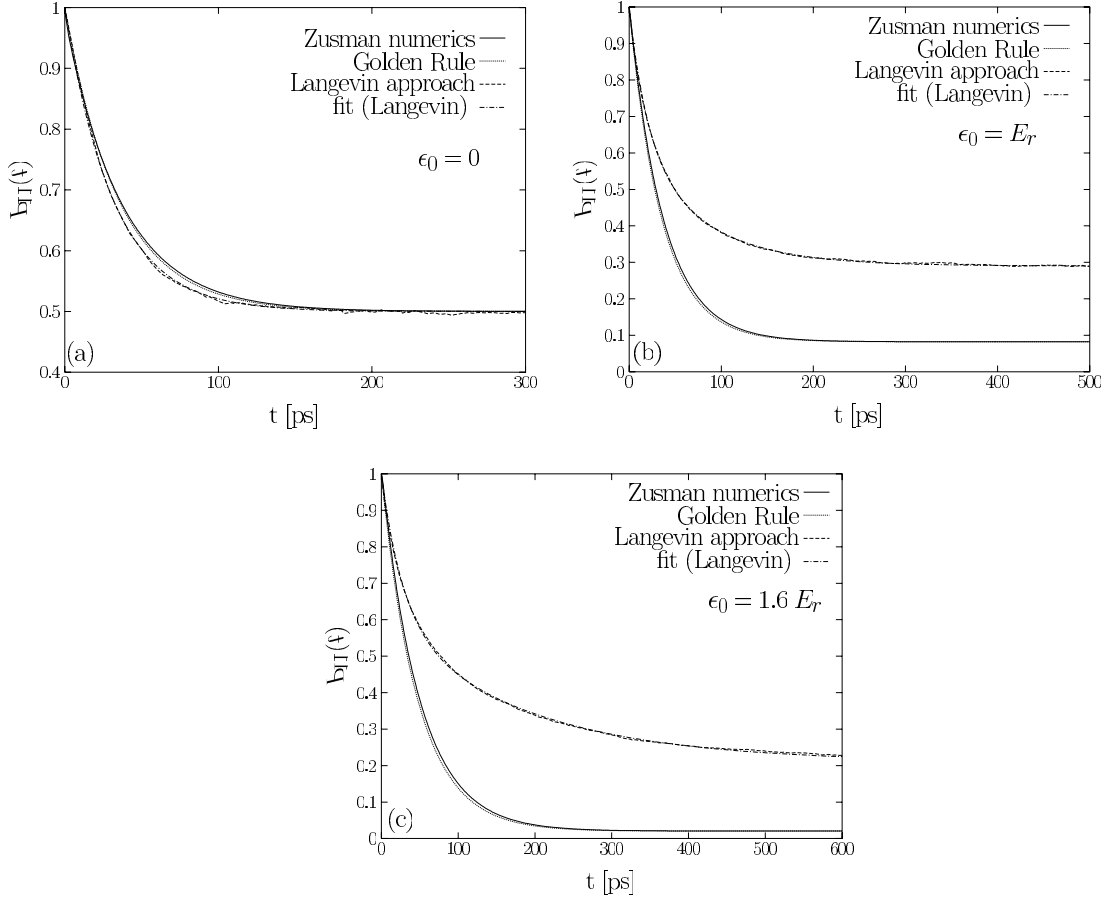 1
0.9
0.8
0.7
0.6
0.5
0.4
0
100
200
300
t [ps]
Zusman numerics
Golden Rule
Langevin approach
fit (Langevin)
ϵ₀ = 0
(a)
1
0.9
0.8
0.7
0.6
0.5
0.4
0.3
0.2
0.1
0
0
100
200
300
400
500
t [ps]
Zusman numerics
Golden Rule
Langevin approach
fit (Langevin)
ϵ₀ = Eᵣ
(b)
1
0.9
0.8
0.7
0.6
0.5
0.4
0.3
0.2
0.1
0
0
100
200
300
400
500
600
t [ps]
Zusman numerics
Golden Rule
Langevin approach
fit (Langevin)
ϵ₀ = 1.6 Eᵣ
(c)